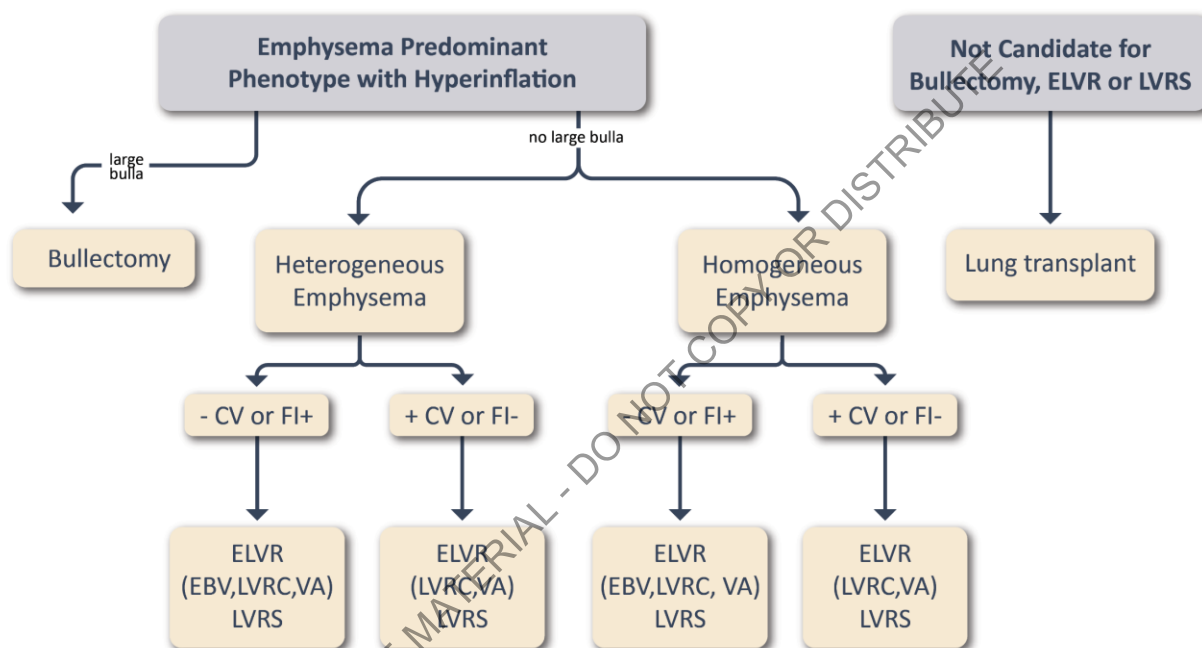 Emphysema Predominant
Phenotype with Hyperinflation
Not Candidate for
Bullectomy, ELVR or LVRS
large
bulla
no large bulla
Bullectomy
Heterogeneous
Emphysema
Homogeneous
Emphysema
Lung transplant
- CV or FI+
+ CV or FI-
- CV or FI+
+ CV or FI-
ELVR
(EBV,LVRC,VA)
LVRS
ELVR
(LVRC,VA)
LVRS
ELVR
(EBV,LVRC, VA)
LVRS
ELVR
(LVRC,VA)
LVRS
MATERIAL - DO NOT COPY OR DISTRIBUTE